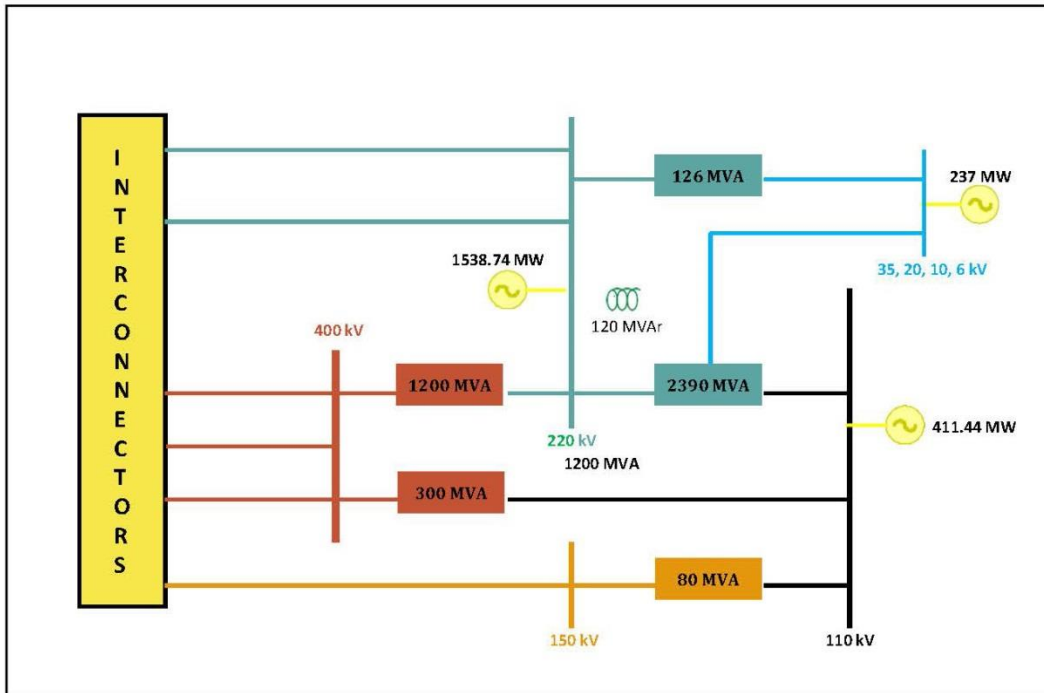 INTERCONNECTORS
126 MVA
237 MW
35, 20, 10, 6 kV
1538.74 MW
120 MVAr
400 kV
1200 MVA
2390 MVA
411.44 MW
220 kV
1200 MVA
300 MVA
80 MVA
150 kV
110 kV